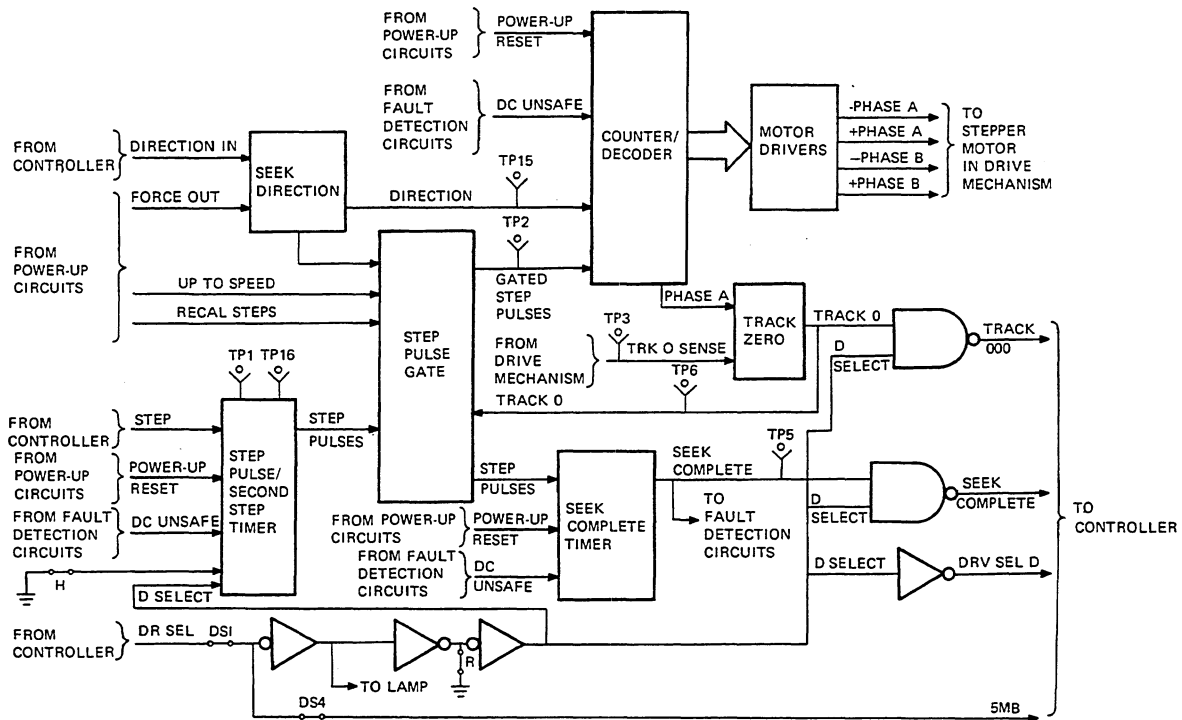 FROM
POWER-UP
CIRCUITS
POWER-UP
RESET
FROM
FAULT
DETECTION
CIRCUITS
DC UNSAFE
COUNTER/
DECODER
MOTOR
DRIVERS
-PHASE A
+PHASE A
-PHASE B
+PHASE B
TO
STEPPER
MOTOR
IN DRIVE
MECHANISM
FROM
CONTROLLER
DIRECTION IN
FORCE OUT
SEEK
DIRECTION
DIRECTION
TP15
TP2
GATED
STEP
PULSES
FROM
POWER-UP
CIRCUITS
UP TO SPEED
RECAL STEPS
STEP
PULSE
GATE
PHASE A
TRACK
ZERO
TP3
FROM
DRIVE
MECHANISM
TRK O SENSE
TP6
TRACK 0
TRACK 0
D
SELECT
TRACK
000
TP1 TP16
FROM
CONTROLLER
STEP
FROM
POWER-UP
CIRCUITS
POWER-UP
RESET
FROM FAULT
DETECTION
CIRCUITS
DC UNSAFE
STEP
PULSE/
SECOND
STEP
TIMER
STEP
PULSES
H
D SELECT
STEP
PULSES
FROM POWER-UP
CIRCUITS
POWER-UP
RESET
FROM FAULT
DETECTION
CIRCUITS
DC
UNSAFE
SEEK
COMPLETE
TIMER
SEEK
COMPLETE
TP5
TO
FAULT
DETECTION
CIRCUITS
D
SELECT
SEEK
COMPLETE
D SELECT
DRV SEL D
TO
CONTROLLER
FROM
CONTROLLER
DR SEL
DS1
R
TO LAMP
DS4
5MB